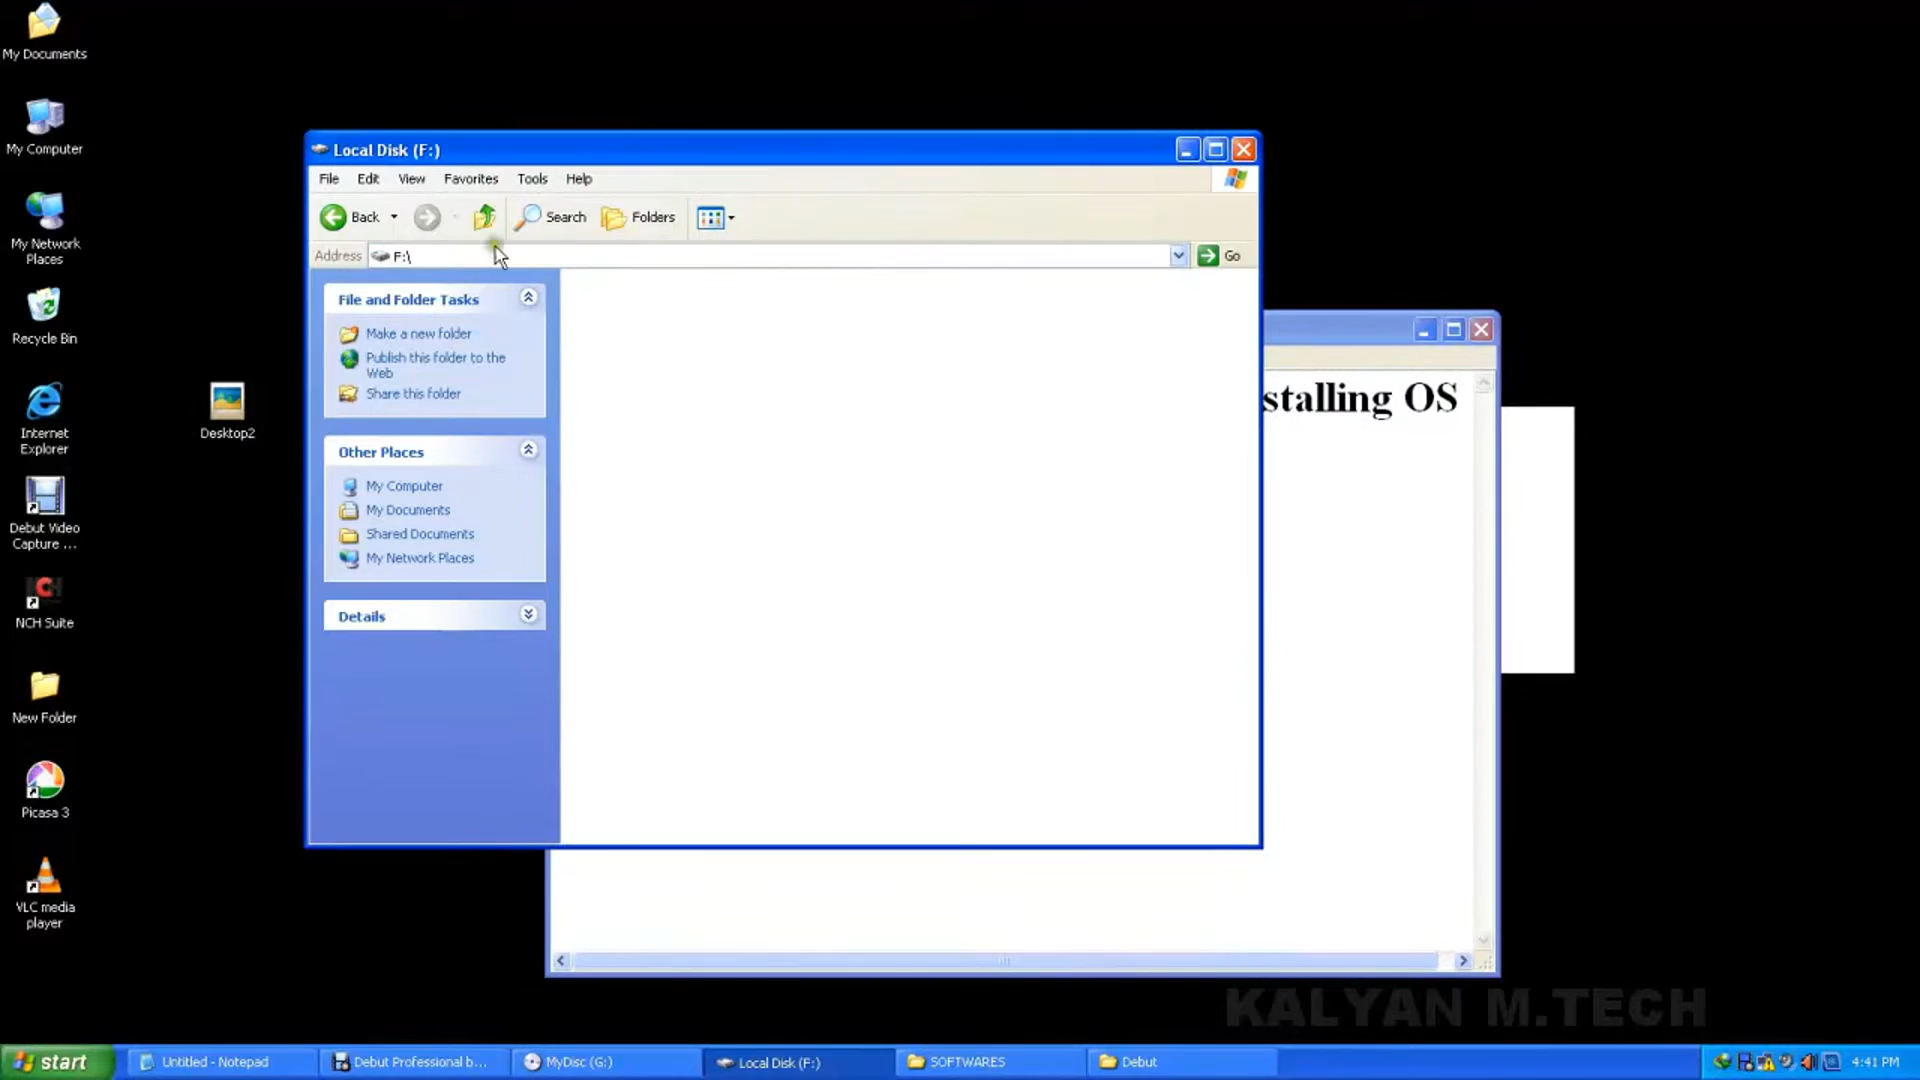 My Documents
My Computer
My Network
Places
Recycle Bin
Internet
Explorer
Debut Video
Capture ...
NCH Suite
New Folder
Picasa 3
VLC media
player
Desktop2
Local Disk (F:)
File Edit View Favorites Tools Help
Back Search Folders
Address F:\ Go
File and Folder Tasks
Make a new folder
Publish this folder to the
Web
Share this folder
Other Places
My Computer
My Documents
Shared Documents
My Network Places
Details
stalling OS
KALYAN M.TECH
start Untitled - Notepad Debut Professional b... MyDisc (G:) Local Disk (F:) SOFTWARES Debut 4:41 PM